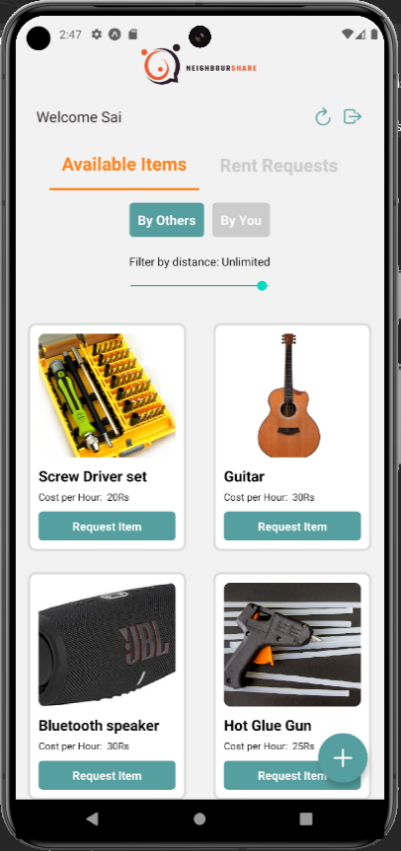 2:47
NEIGHBOURSHARE
Welcome Sai
Available Items
Rent Requests
By Others
By You
Filter by distance: Unlimited
Screw Driver set
Guitar
Cost per Hour: 20Rs
Cost per Hour: 30Rs
Request Item
Request Item
JBL
Bluetooth speaker
Hot Glue Gun
Cost per Hour: 30Rs
Cost per Hour: 25Rs
Request Item
Request Item